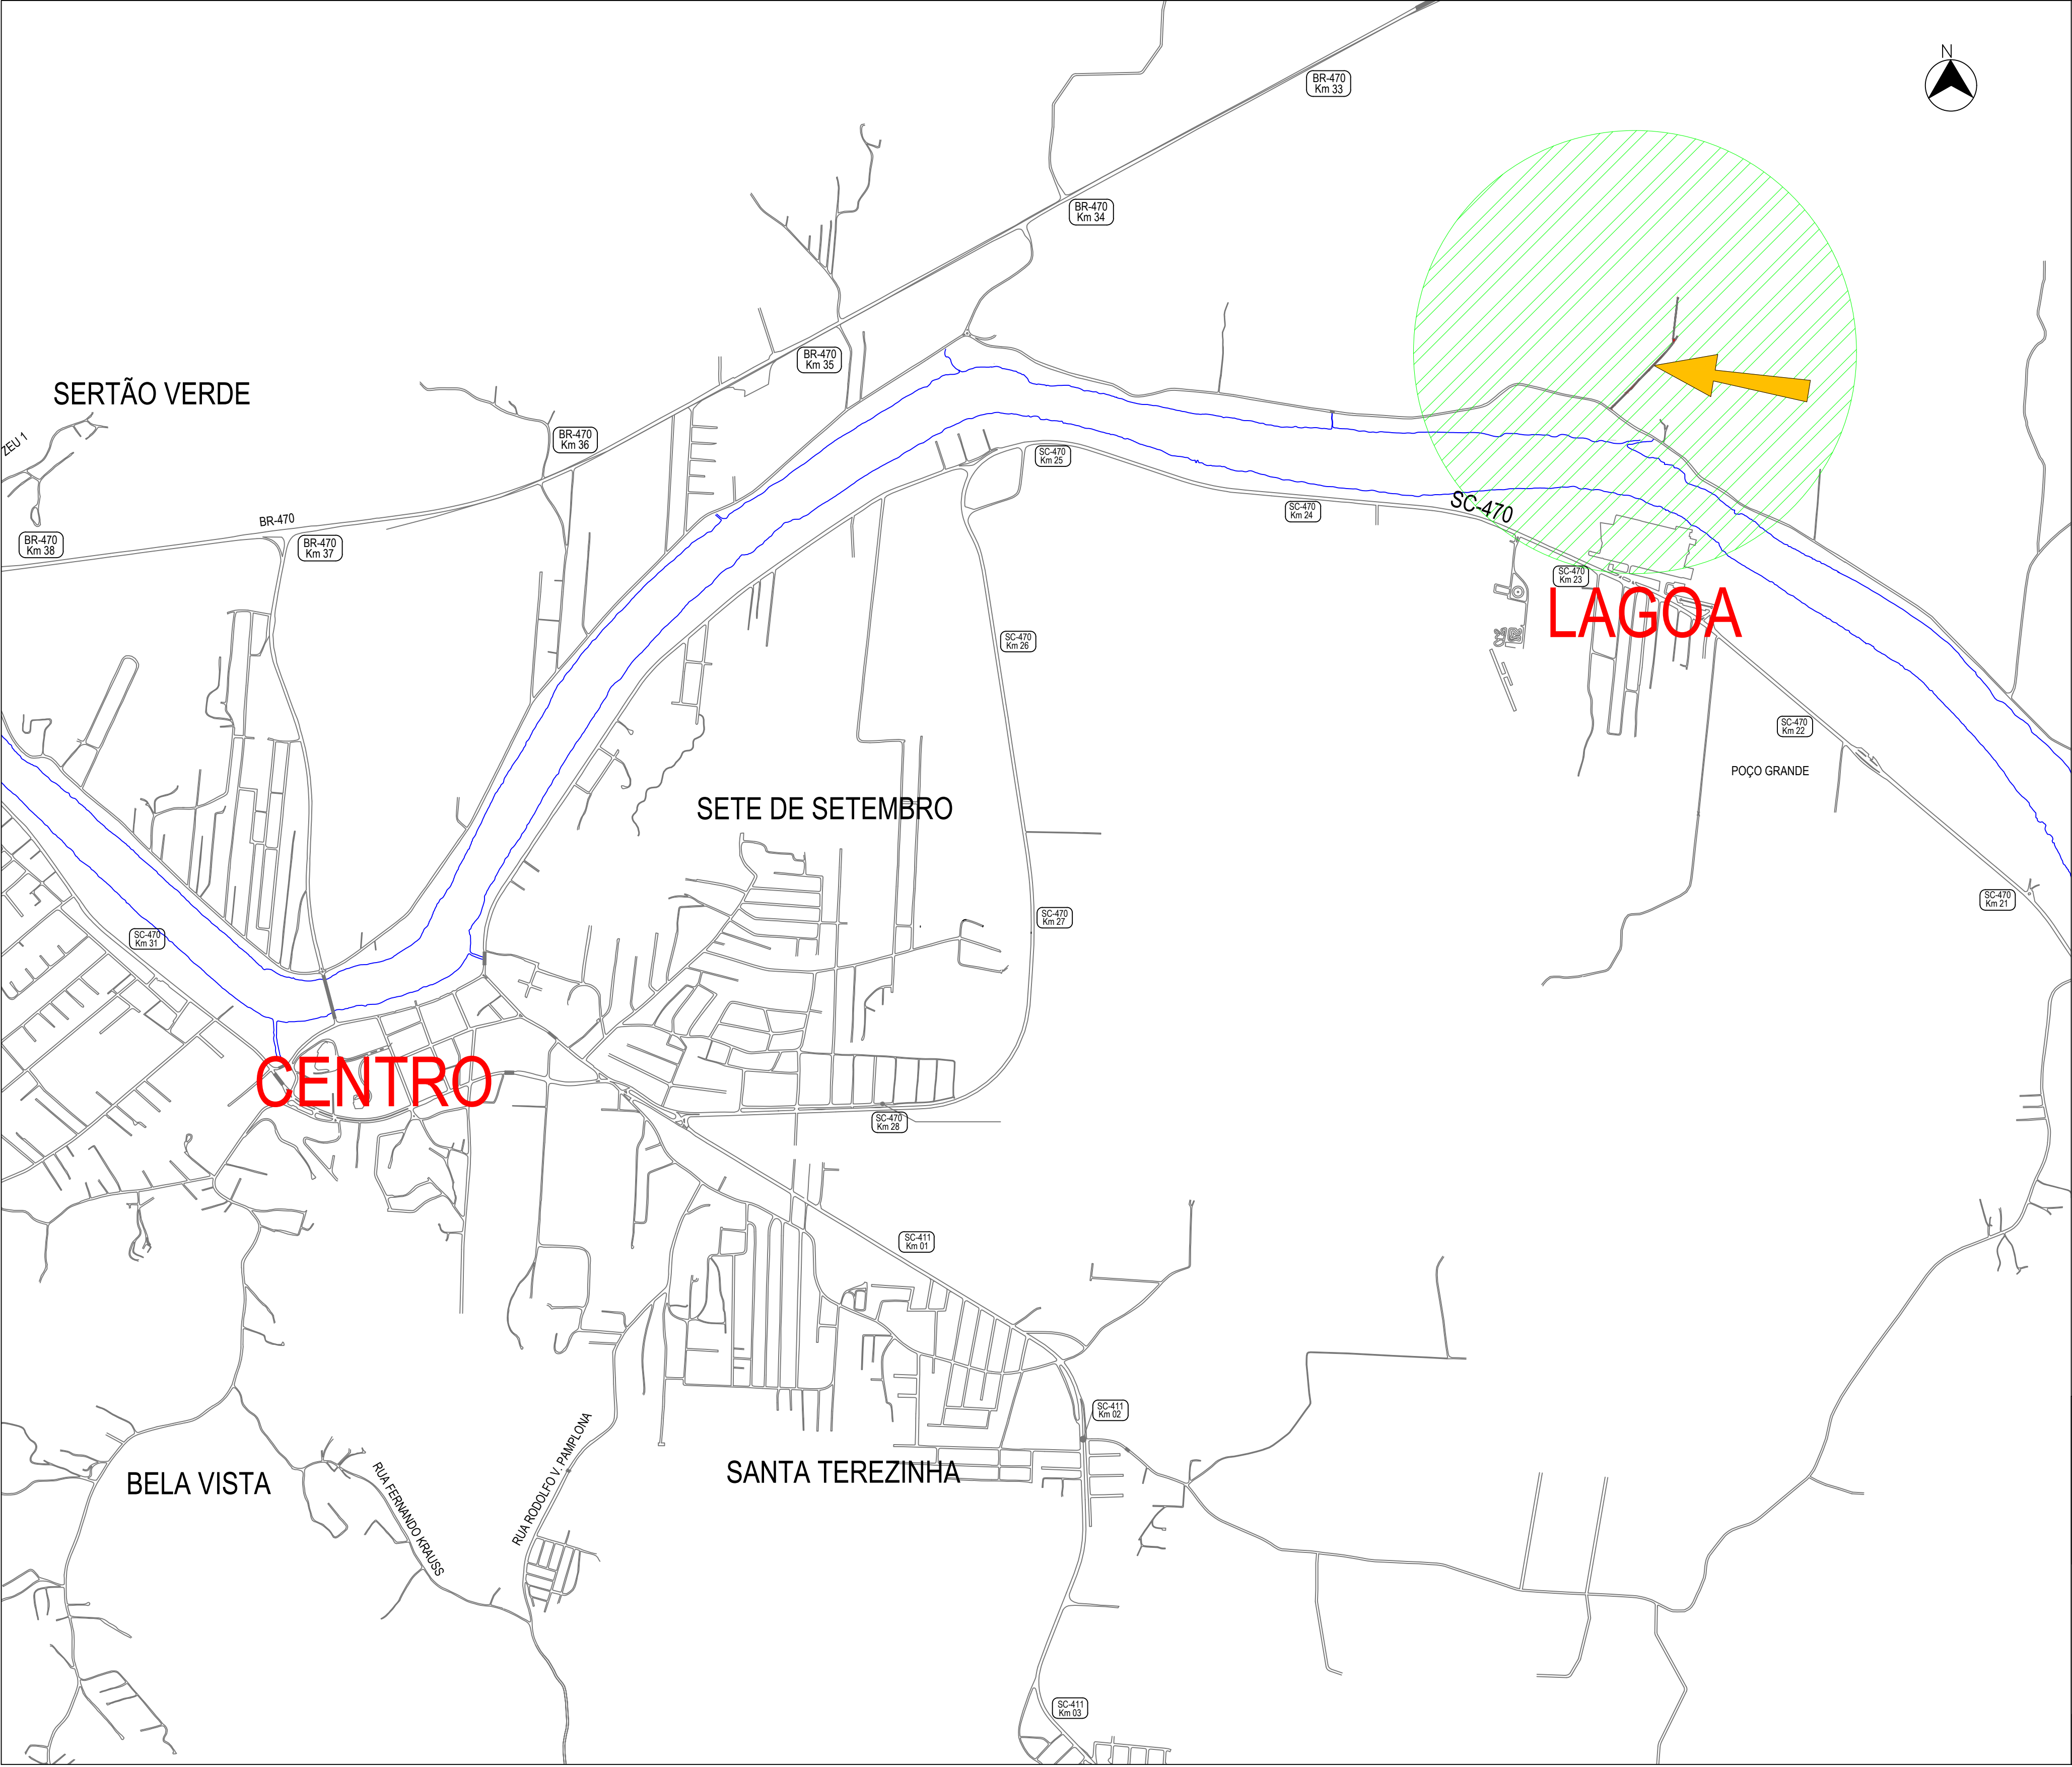 N
BR-470
Km 33
BR-470
Km 34
BR-470
Km 35
SERTÃO VERDE
ZEU 1
BR-470
Km 36
SC-470
Km 25
SC-470
SC-470
Km 24
BR-470
BR-470
Km 38
BR-470
Km 37
SC-470
Km 23
LAGOA
SC-470
Km 26
SC-470
Km 22
POÇO GRANDE
SETE DE SETEMBRO
SC-470
Km 21
SC-470
Km 27
SC-470
Km 31
CENTRO
SC-470
Km 28
SC-411
Km 01
SC-411
Km 02
RUA RODOLFO V. PAMPLONA
SANTA TEREZINHA
BELA VISTA
RUA FERNANDO KRAUSS
SC-411
Km 03